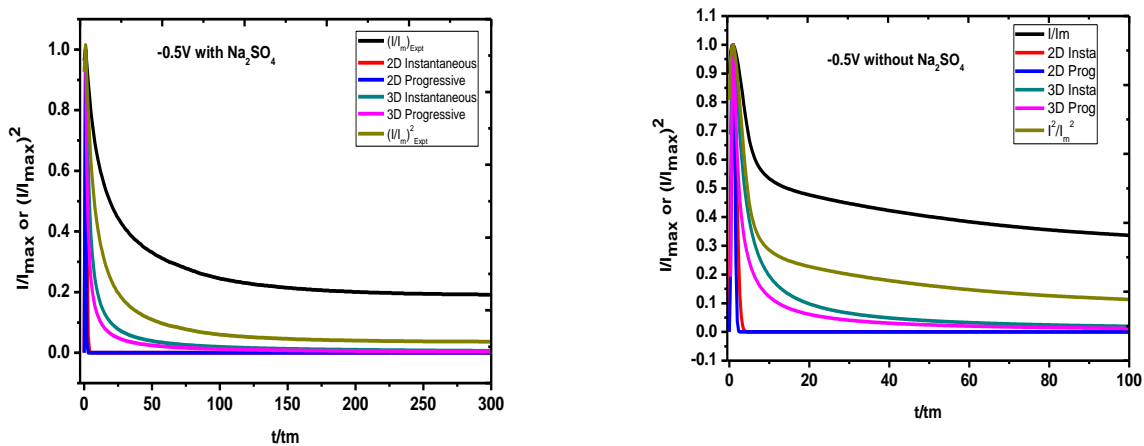 -0.5V with Na₂SO₄
(I/Iₘ)Expt
2D Instantaneous
2D Progressive
3D Instantaneous
3D Progressive
(I/Iₘ)²Expt
I/Imax or (I/Imax)²
1.0
0.8
0.6
0.4
0.2
0.0
0
50
100
150
200
250
300
t/tm
-0.5V without Na₂SO₄
I/Im
2D Insta
2D Prog
3D Insta
3D Prog
I²/Iₘ²
I/Imax or (I/Imax)²
1.1
1.0
0.9
0.8
0.7
0.6
0.5
0.4
0.3
0.2
0.1
0.0
-0.1
0
20
40
60
80
100
t/tm